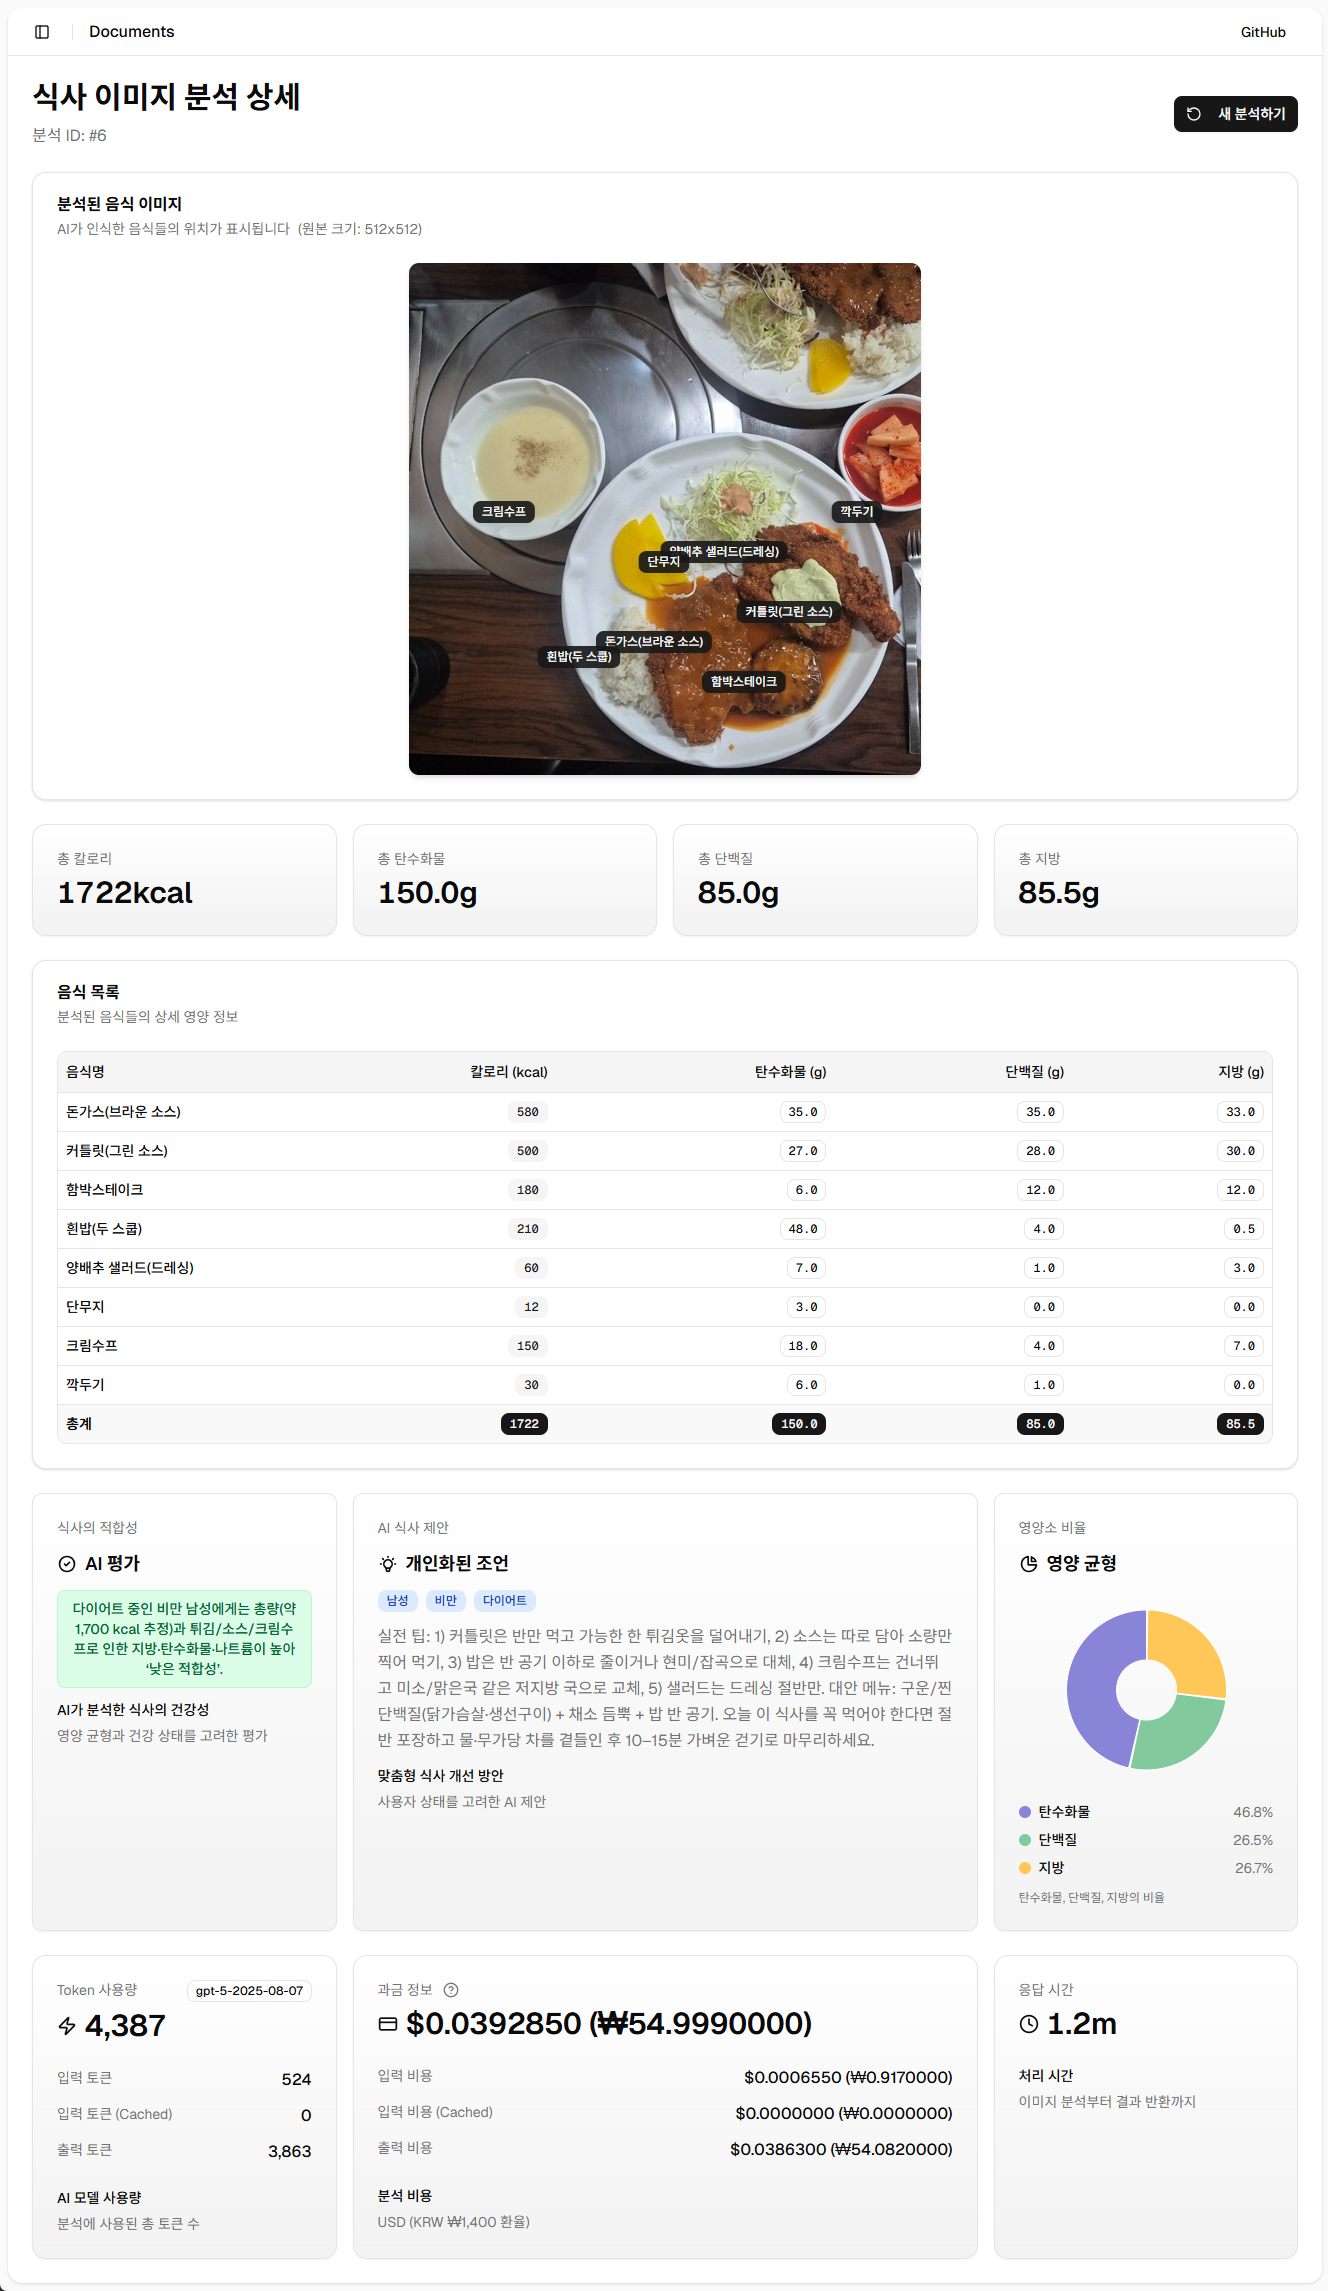 Documents
GitHub
식사 이미지 분석 상세
분석 ID: #6
새 분석하기
분석된 음식 이미지
AI가 인식한 음식들의 위치가 표시됩니다 (원본 크기: 512x512)
크림수프
깍두기
양배추 샐러드(드레싱)
단무지
커틀릿(그린 소스)
돈가스(브라운 소스)
흰밥(두 스쿱)
함박스테이크
총 칼로리
1722kcal
총 탄수화물
150.0g
총 단백질
85.0g
총 지방
85.5g
음식 목록
분석된 음식들의 상세 영양 정보
음식명 칼로리 (kcal) 탄수화물 (g) 단백질 (g) 지방 (g)
돈가스(브라운 소스) 580 35.0 35.0 33.0
커틀릿(그린 소스) 500 27.0 28.0 30.0
함박스테이크 180 6.0 12.0 12.0
흰밥(두 스쿱) 210 48.0 4.0 0.5
양배추 샐러드(드레싱) 60 7.0 1.0 3.0
단무지 12 3.0 0.0 0.0
크림수프 150 18.0 4.0 7.0
깍두기 30 6.0 1.0 0.0
총계 1722 150.0 85.0 85.5
식사의 적합성
AI 평가
다이어트 중인 비만 남성에게는 총량(약
1,700 kcal 추정)과 튀김/소스/크림수
프로 인한 지방·탄수화물·나트륨이 높아
‘낮은 적합성’.
AI가 분석한 식사의 건강성
영양 균형과 건강 상태를 고려한 평가
AI 식사 제안
개인화된 조언
남성 비만 다이어트
실전 팁: 1) 커틀릿은 반만 먹고 가능한 한 튀김옷을 덜어내기, 2) 소스는 따로 담아 소량만
찍어 먹기, 3) 밥은 반 공기 이하로 줄이거나 현미/잡곡으로 대체, 4) 크림수프는 건너뛰
고 미소/맑은국 같은 저지방 국으로 교체, 5) 샐러드는 드레싱 절반만. 대안 메뉴: 구운/찐
단백질(닭가슴살·생선구이) + 채소 듬뿍 + 밥 반 공기. 오늘 이 식사를 꼭 먹어야 한다면 절
반 포장하고 물·무가당 차를 곁들인 후 10–15분 가벼운 걷기로 마무리하세요.
맞춤형 식사 개선 방안
사용자 상태를 고려한 AI 제안
영양소 비율
영양 균형
탄수화물 46.8%
단백질 26.5%
지방 26.7%
탄수화물, 단백질, 지방의 비율
Token 사용량 gpt-5-2025-08-07
4,387
입력 토큰 524
입력 토큰 (Cached) 0
출력 토큰 3,863
AI 모델 사용량
분석에 사용된 총 토큰 수
과금 정보
$0.0392850 (₩54.9990000)
입력 비용 $0.0006550 (₩0.9170000)
입력 비용 (Cached) $0.0000000 (₩0.0000000)
출력 비용 $0.0386300 (₩54.0820000)
분석 비용
USD (KRW ₩1,400 환율)
응답 시간
1.2m
처리 시간
이미지 분석부터 결과 반환까지